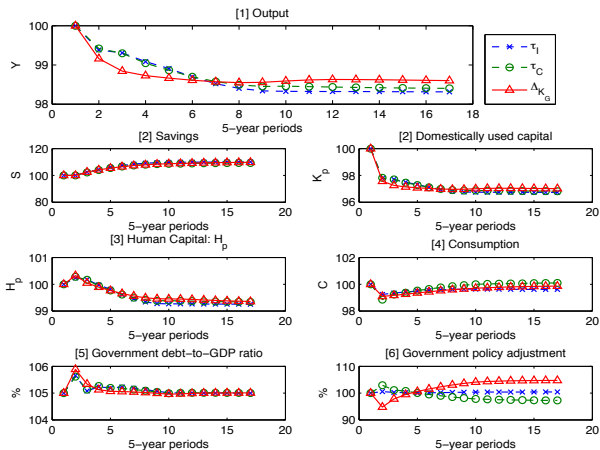 [1] Output
100
99
98
Y
0 2 4 6 8 10 12 14 16 18
5-year periods
τI
τC
ΔKG
[2] Savings
120
100
80
S
0 5 10 15 20
5-year periods
[2] Domestically used capital
100
98
96
Kp
0 5 10 15 20
5-year periods
[3] Human Capital: Hp
101
100
99
Hp
0 5 10 15 20
5-year periods
[4] Consumption
102
100
98
C
0 5 10 15 20
5-year periods
[5] Government debt-to-GDP ratio
106
105
104
%
0 5 10 15 20
5-year periods
[6] Government policy adjustment
110
100
90
%
0 5 10 15 20
5-year periods